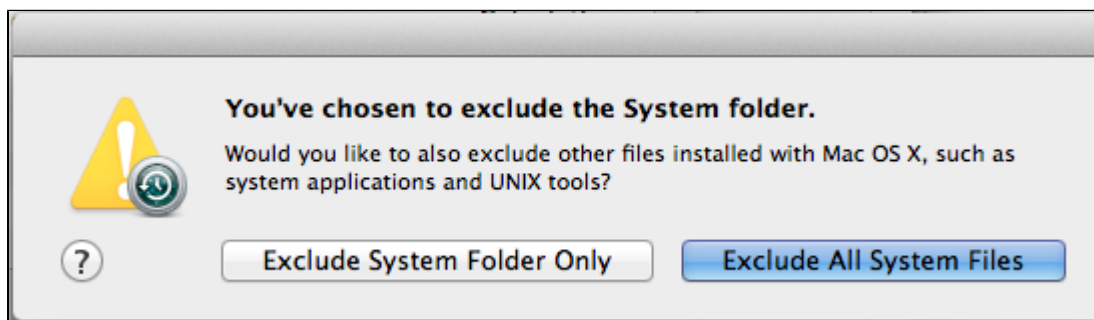 You've chosen to exclude the System folder.
Would you like to also exclude other files installed with Mac OS X, such as
system applications and UNIX tools?
?
Exclude System Folder Only
Exclude All System Files